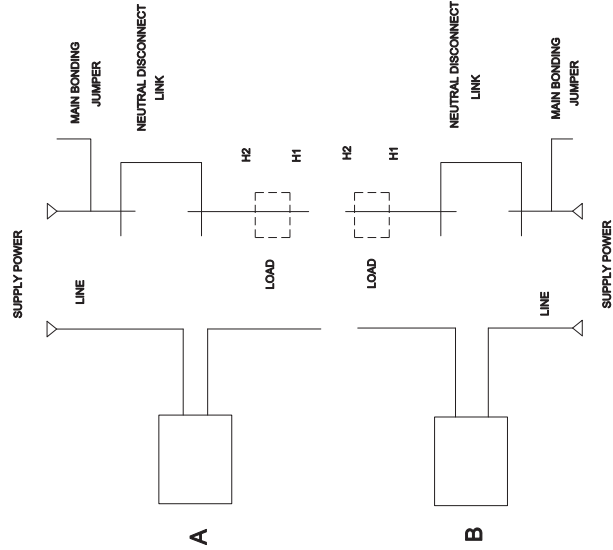 A
SUPPLY POWER
LINE
MAIN BONDING
JUMPER
NEUTRAL DISCONNECT
LINK
H2
LOAD
H1
B
H2
LOAD
H1
NEUTRAL DISCONNECT
LINK
LINE
MAIN BONDING
JUMPER
SUPPLY POWER